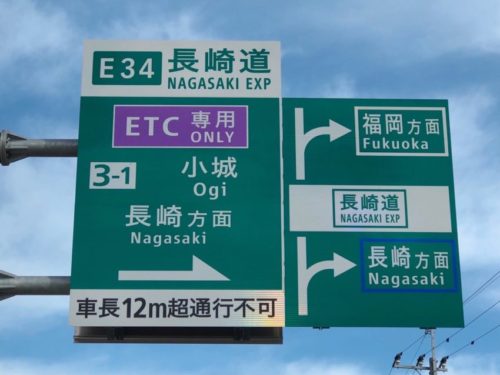 E34 長崎道
NAGASAKI EXP
ETC 専用
ONLY
3-1
小城
Ogi
長崎方面
Nagasaki
車長12m超通行不可
福岡方面
Fukuoka
長崎道
NAGASAKI EXP
長崎方面
Nagasaki